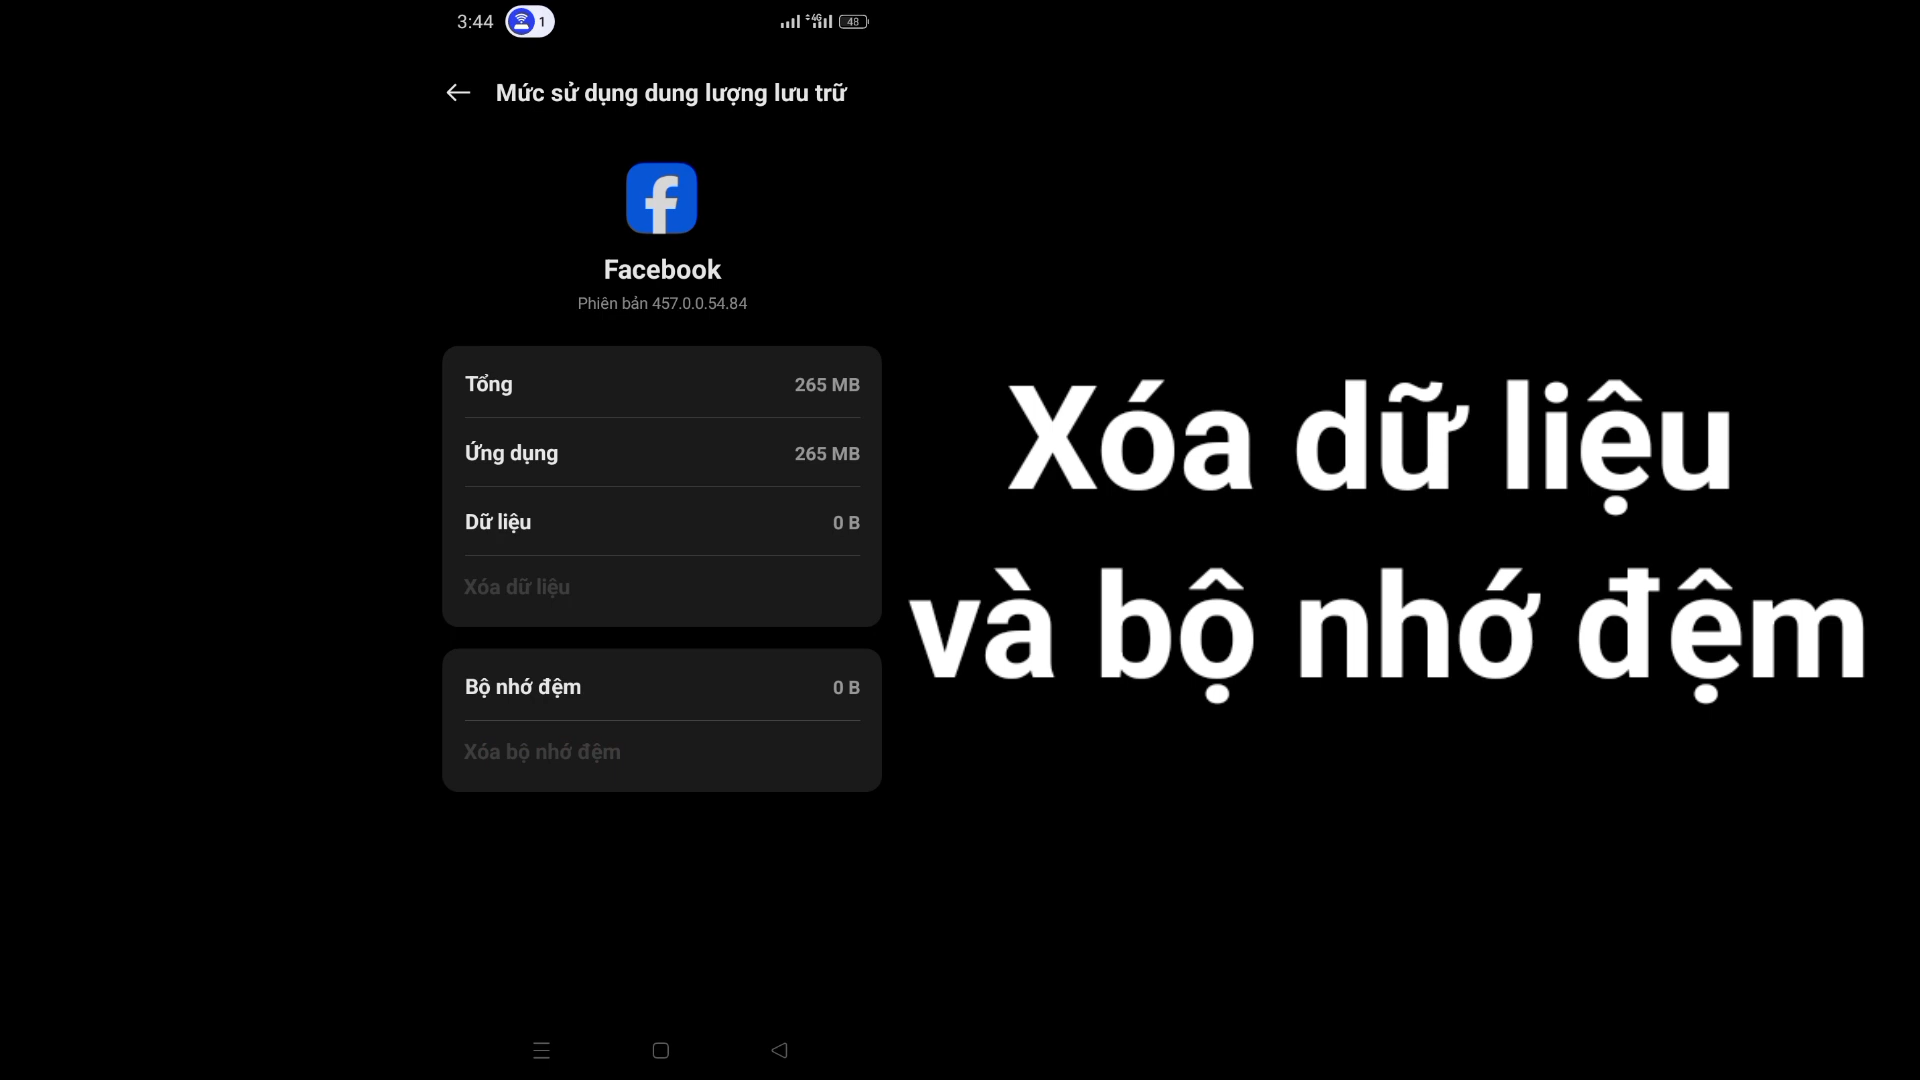 3:44
1
4G
48
Mức sử dụng dung lượng lưu trữ
Facebook
Phiên bản 457.0.0.54.84
Tổng 265 MB
Ứng dụng 265 MB
Dữ liệu 0 B
Xóa dữ liệu
Bộ nhớ đệm 0 B
Xóa bộ nhớ đệm
Xóa dữ liệu
và bộ nhớ đệm